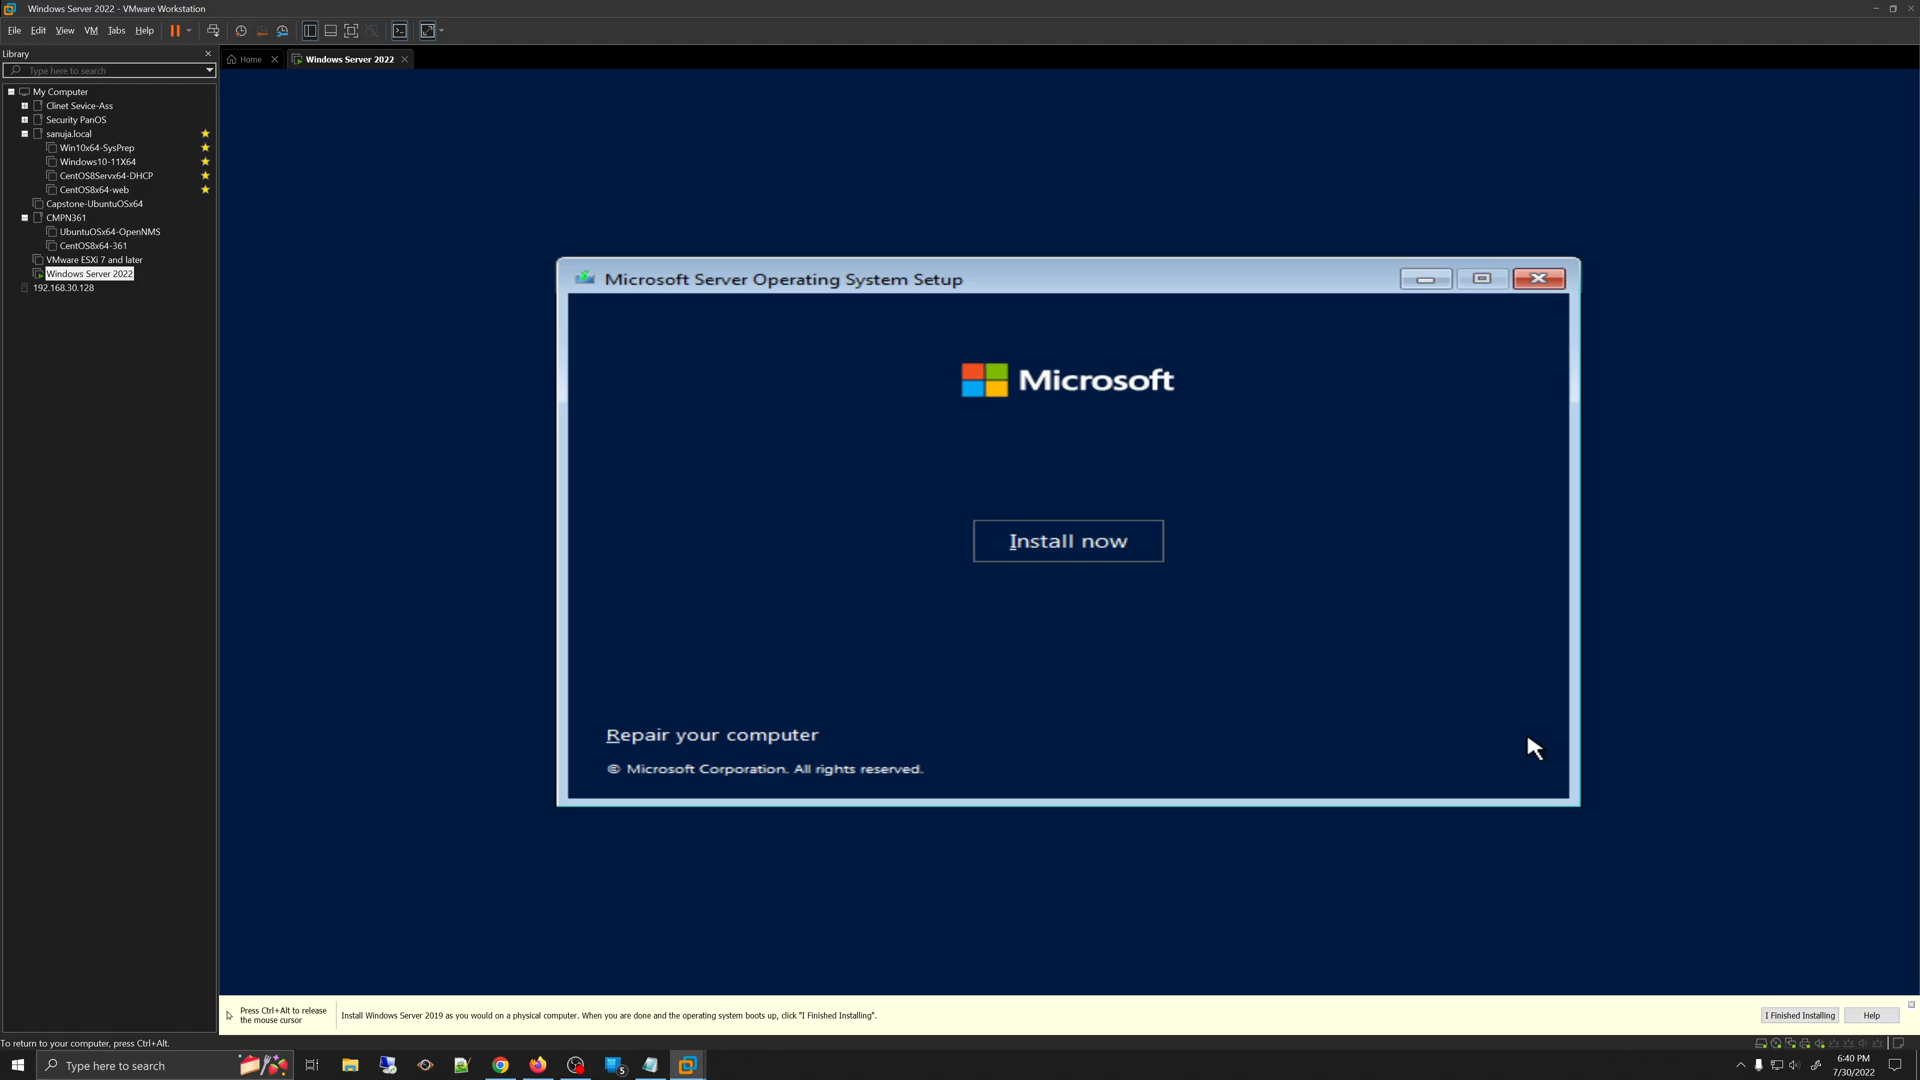 Windows Server 2022 - VMware Workstation
File Edit View VM Tabs Help
Library
Type here to search
Home
Windows Server 2022
My Computer
Clinet Sevice-Ass
Security PanOS
sanuja.local
Win10x64-SysPrep
Windows10-11X64
CentOS8Servx64-DHCP
CentOS8x64-web
Capstone-UbuntuOSx64
CMPN361
UbuntuOSx64-OpenNMS
CentOS8x64-361
VMware ESXi 7 and later
Windows Server 2022
192.168.30.128
Microsoft Server Operating System Setup
Microsoft
Install now
Repair your computer
© Microsoft Corporation. All rights reserved.
Press Ctrl+Alt to release
the mouse cursor
Install Windows Server 2019 as you would on a physical computer. When you are done and the operating system boots up, click "I Finished Installing".
I Finished Installing
Help
To return to your computer, press Ctrl+Alt.
Type here to search
5
6:40 PM
7/30/2022